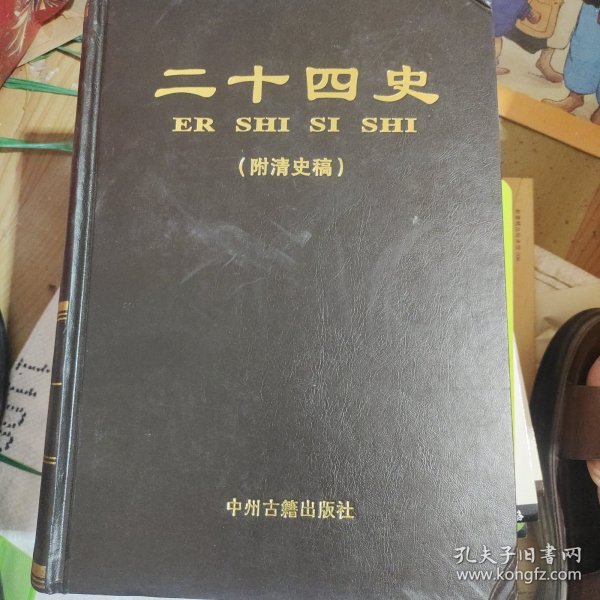 二十四史
ER SHI SI SHI
（附清史稿）
中州古籍出版社
孔夫子旧书网
www.kongfz.com